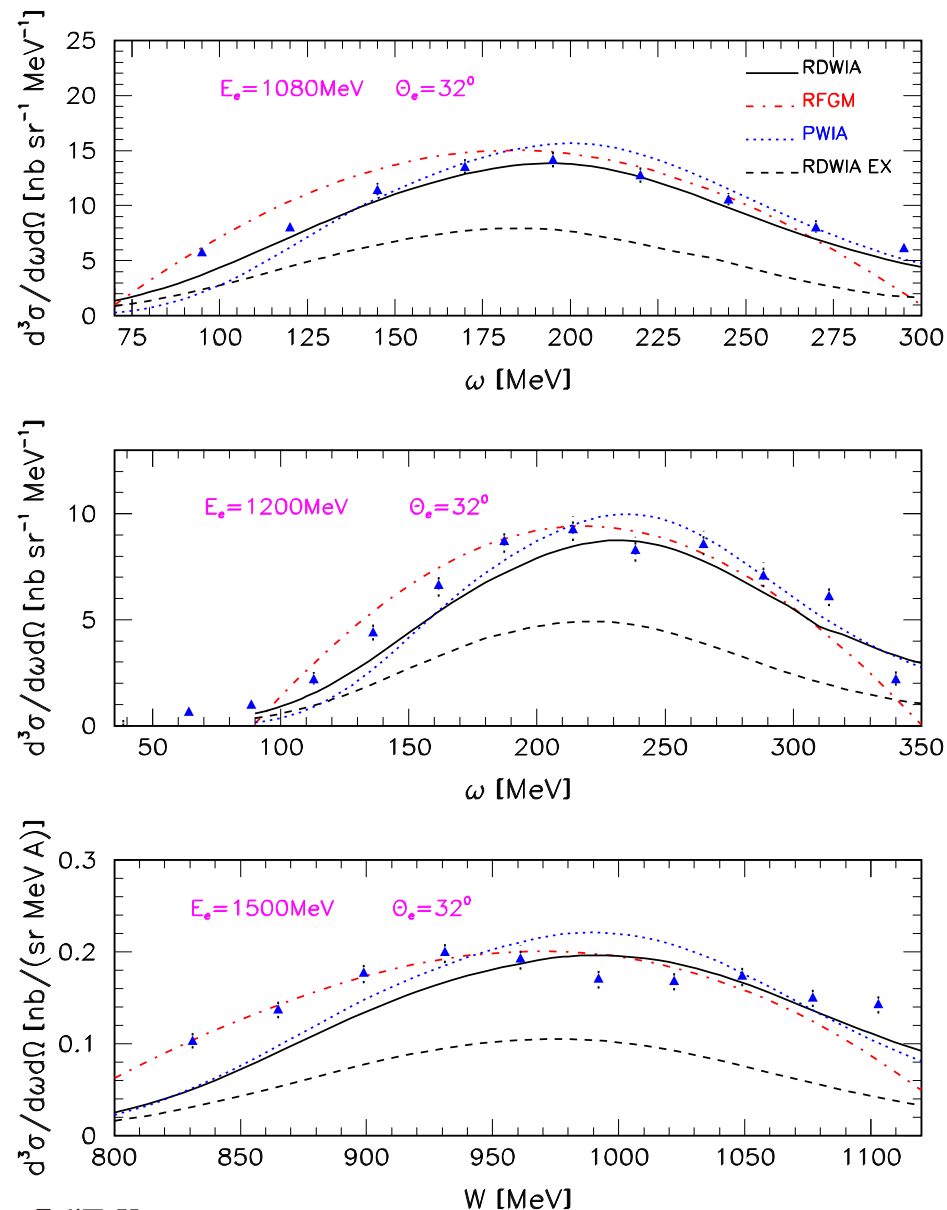 25
20
15
10
5
0
d³σ/dωdΩ [nb sr⁻¹ MeV⁻¹]
Eₑ=1080MeV Θₑ=32⁰
RDWIA
RFGM
PWIA
RDWIA EX
75 100 125 150 175 200 225 250 275 300
ω [MeV]
10
5
0
d³σ/dωdΩ [nb sr⁻¹ MeV⁻¹]
Eₑ=1200MeV Θₑ=32⁰
50 100 150 200 250 300 350
ω [MeV]
0.3
0.2
0.1
0
d³σ/dωdΩ [nb/(sr MeV A)]
Eₑ=1500MeV Θₑ=32⁰
800 850 900 950 1000 1050 1100
W [MeV]